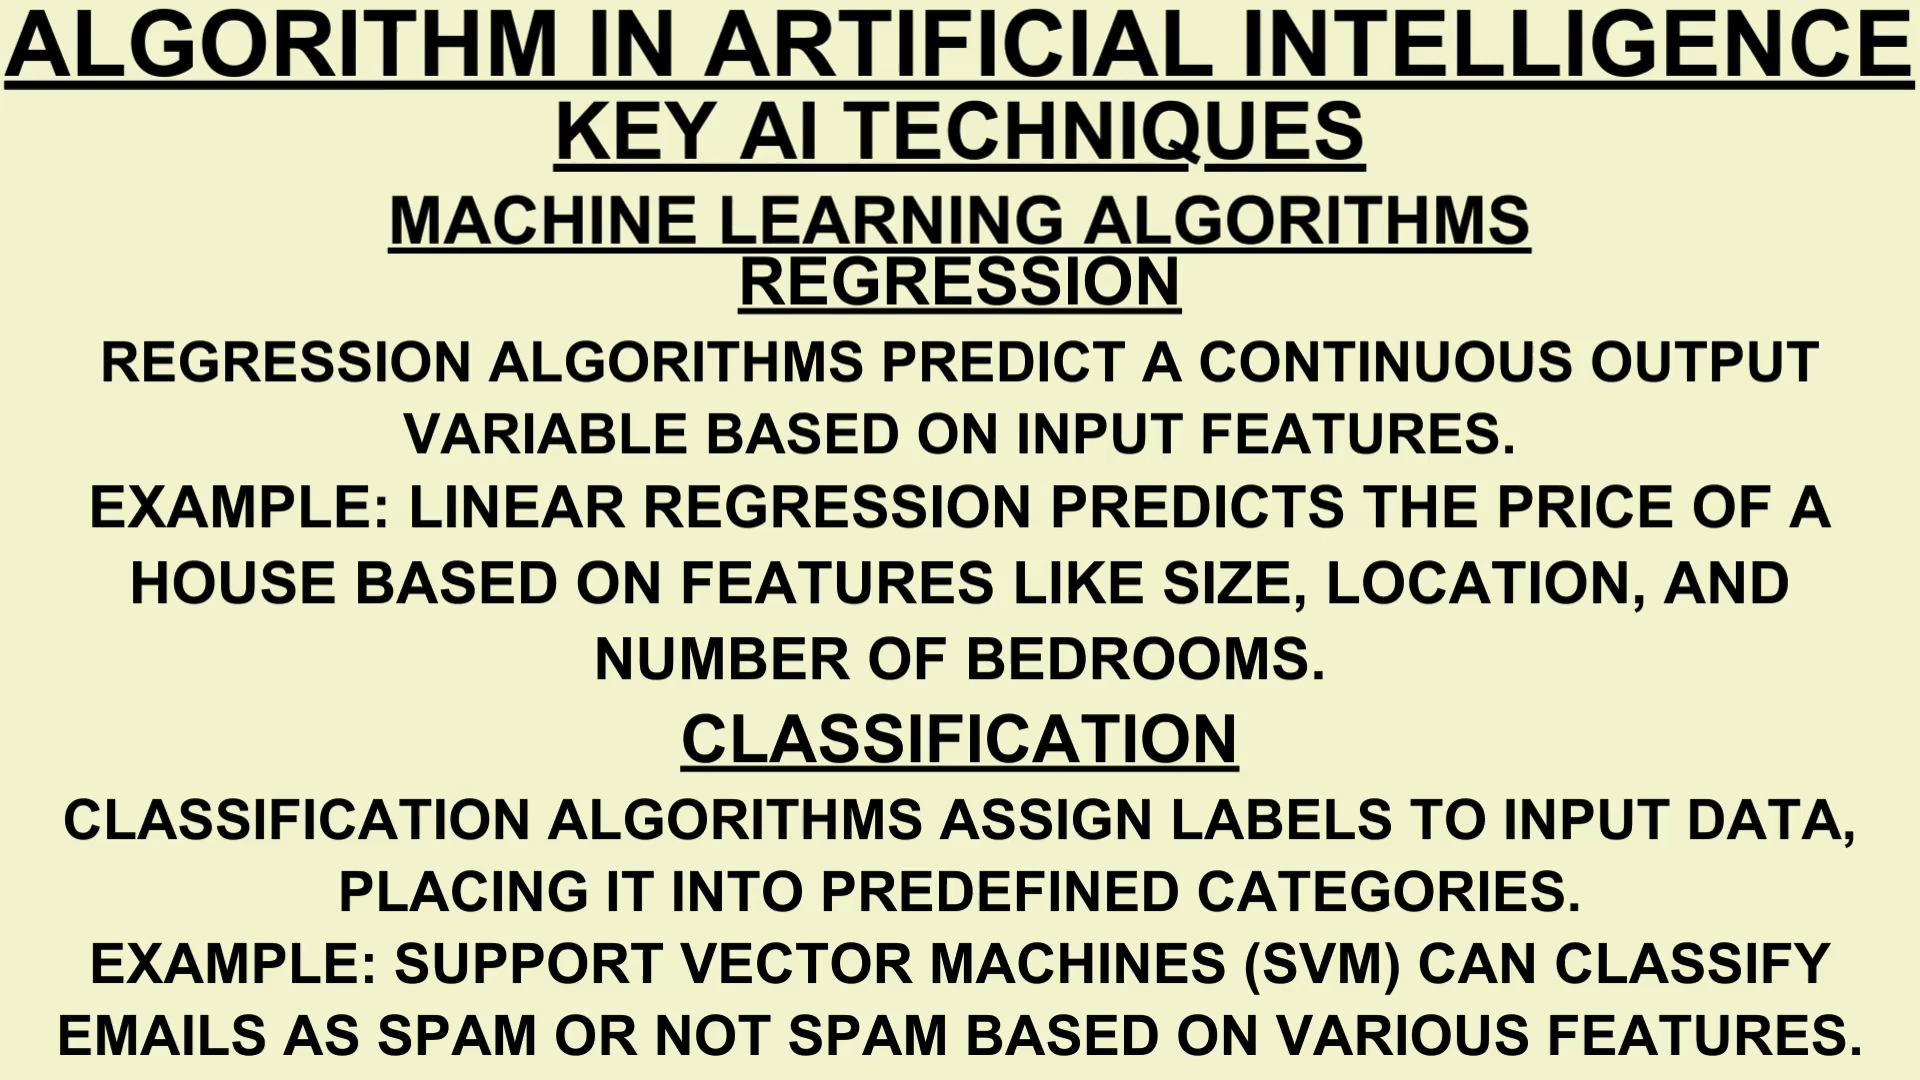 ALGORITHM IN ARTIFICIAL INTELLIGENCE
KEY AI TECHNIQUES
MACHINE LEARNING ALGORITHMS
REGRESSION
REGRESSION ALGORITHMS PREDICT A CONTINUOUS OUTPUT
VARIABLE BASED ON INPUT FEATURES.
EXAMPLE: LINEAR REGRESSION PREDICTS THE PRICE OF A
HOUSE BASED ON FEATURES LIKE SIZE, LOCATION, AND
NUMBER OF BEDROOMS.
CLASSIFICATION
CLASSIFICATION ALGORITHMS ASSIGN LABELS TO INPUT DATA,
PLACING IT INTO PREDEFINED CATEGORIES.
EXAMPLE: SUPPORT VECTOR MACHINES (SVM) CAN CLASSIFY
EMAILS AS SPAM OR NOT SPAM BASED ON VARIOUS FEATURES.